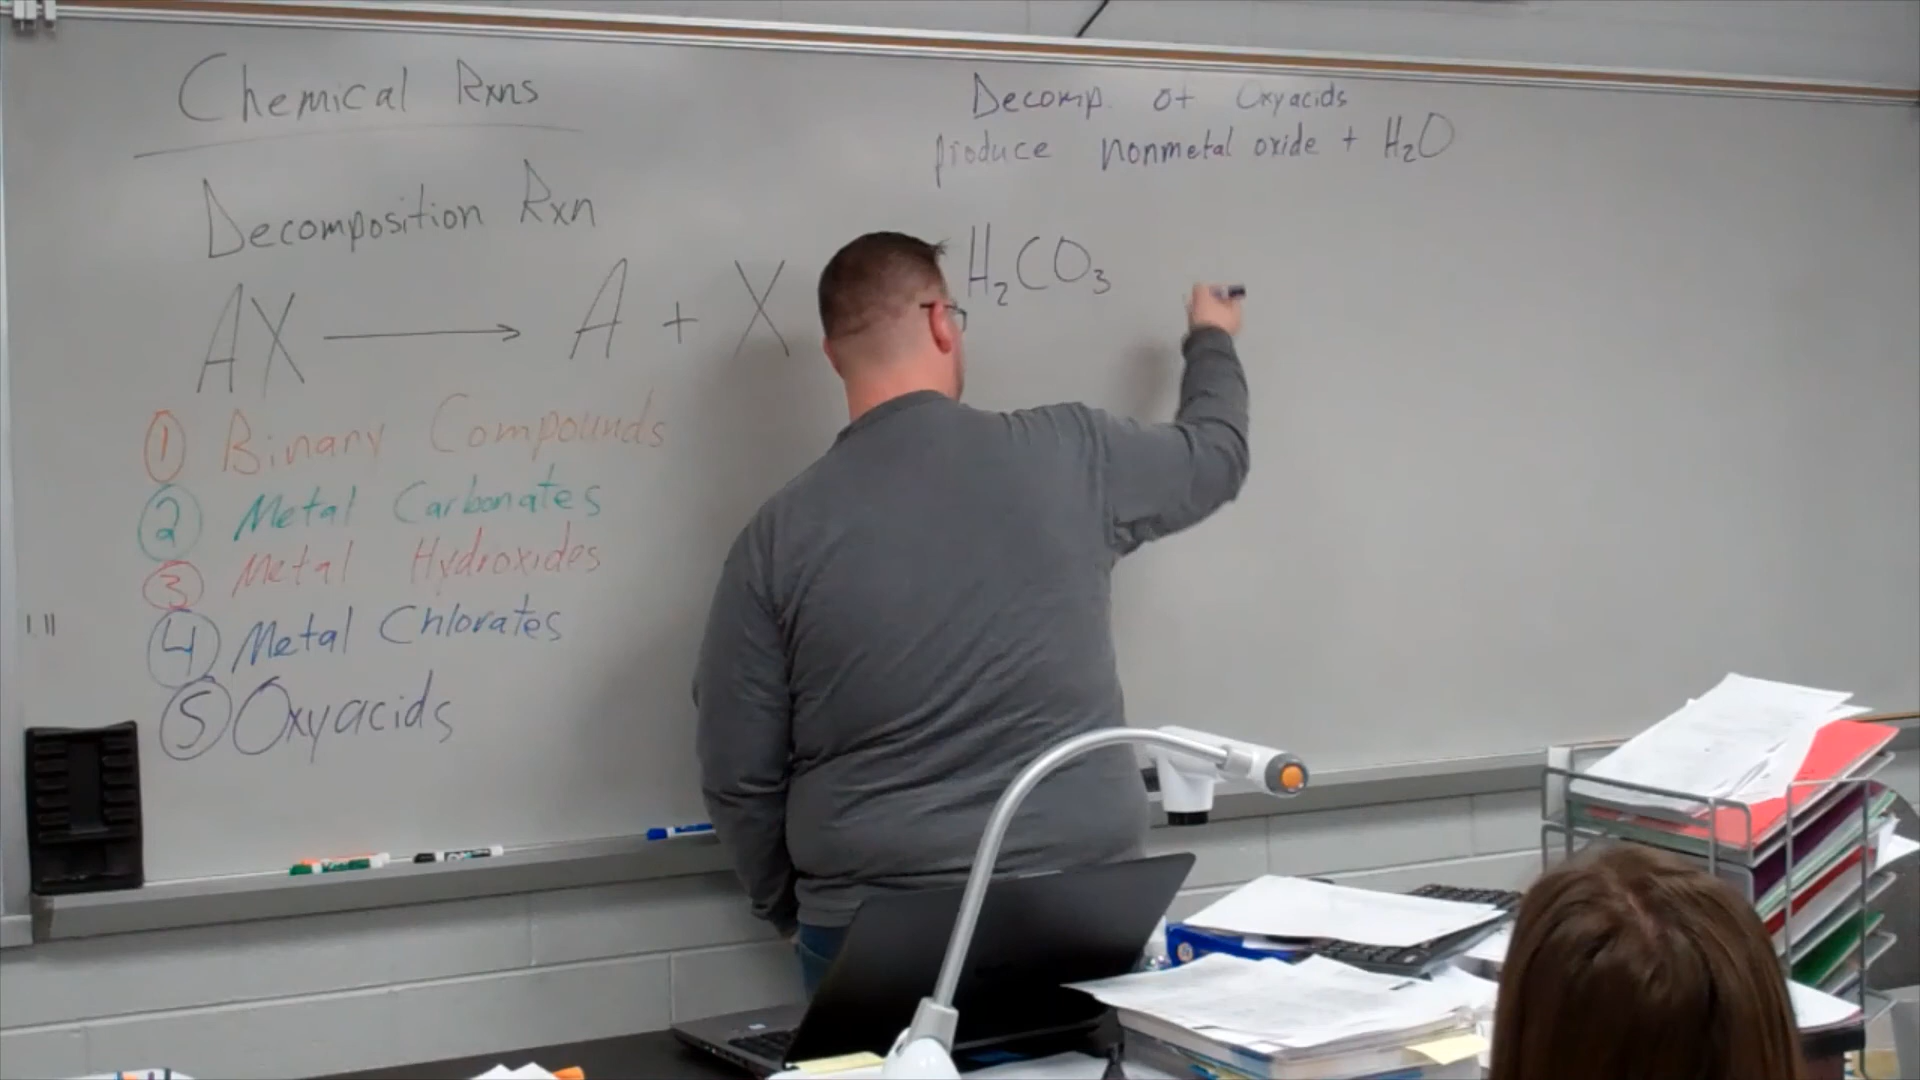 Chemical Rxns
Decomposition Rxn
AX ⟶ A + X
① Binary Compounds
② Metal Carbonates
③ Metal Hydroxides
④ Metal Chlorates
⑤ Oxyacids
Decomp. of Oxyacids
produce nonmetal oxide + H₂O
H₂CO₃